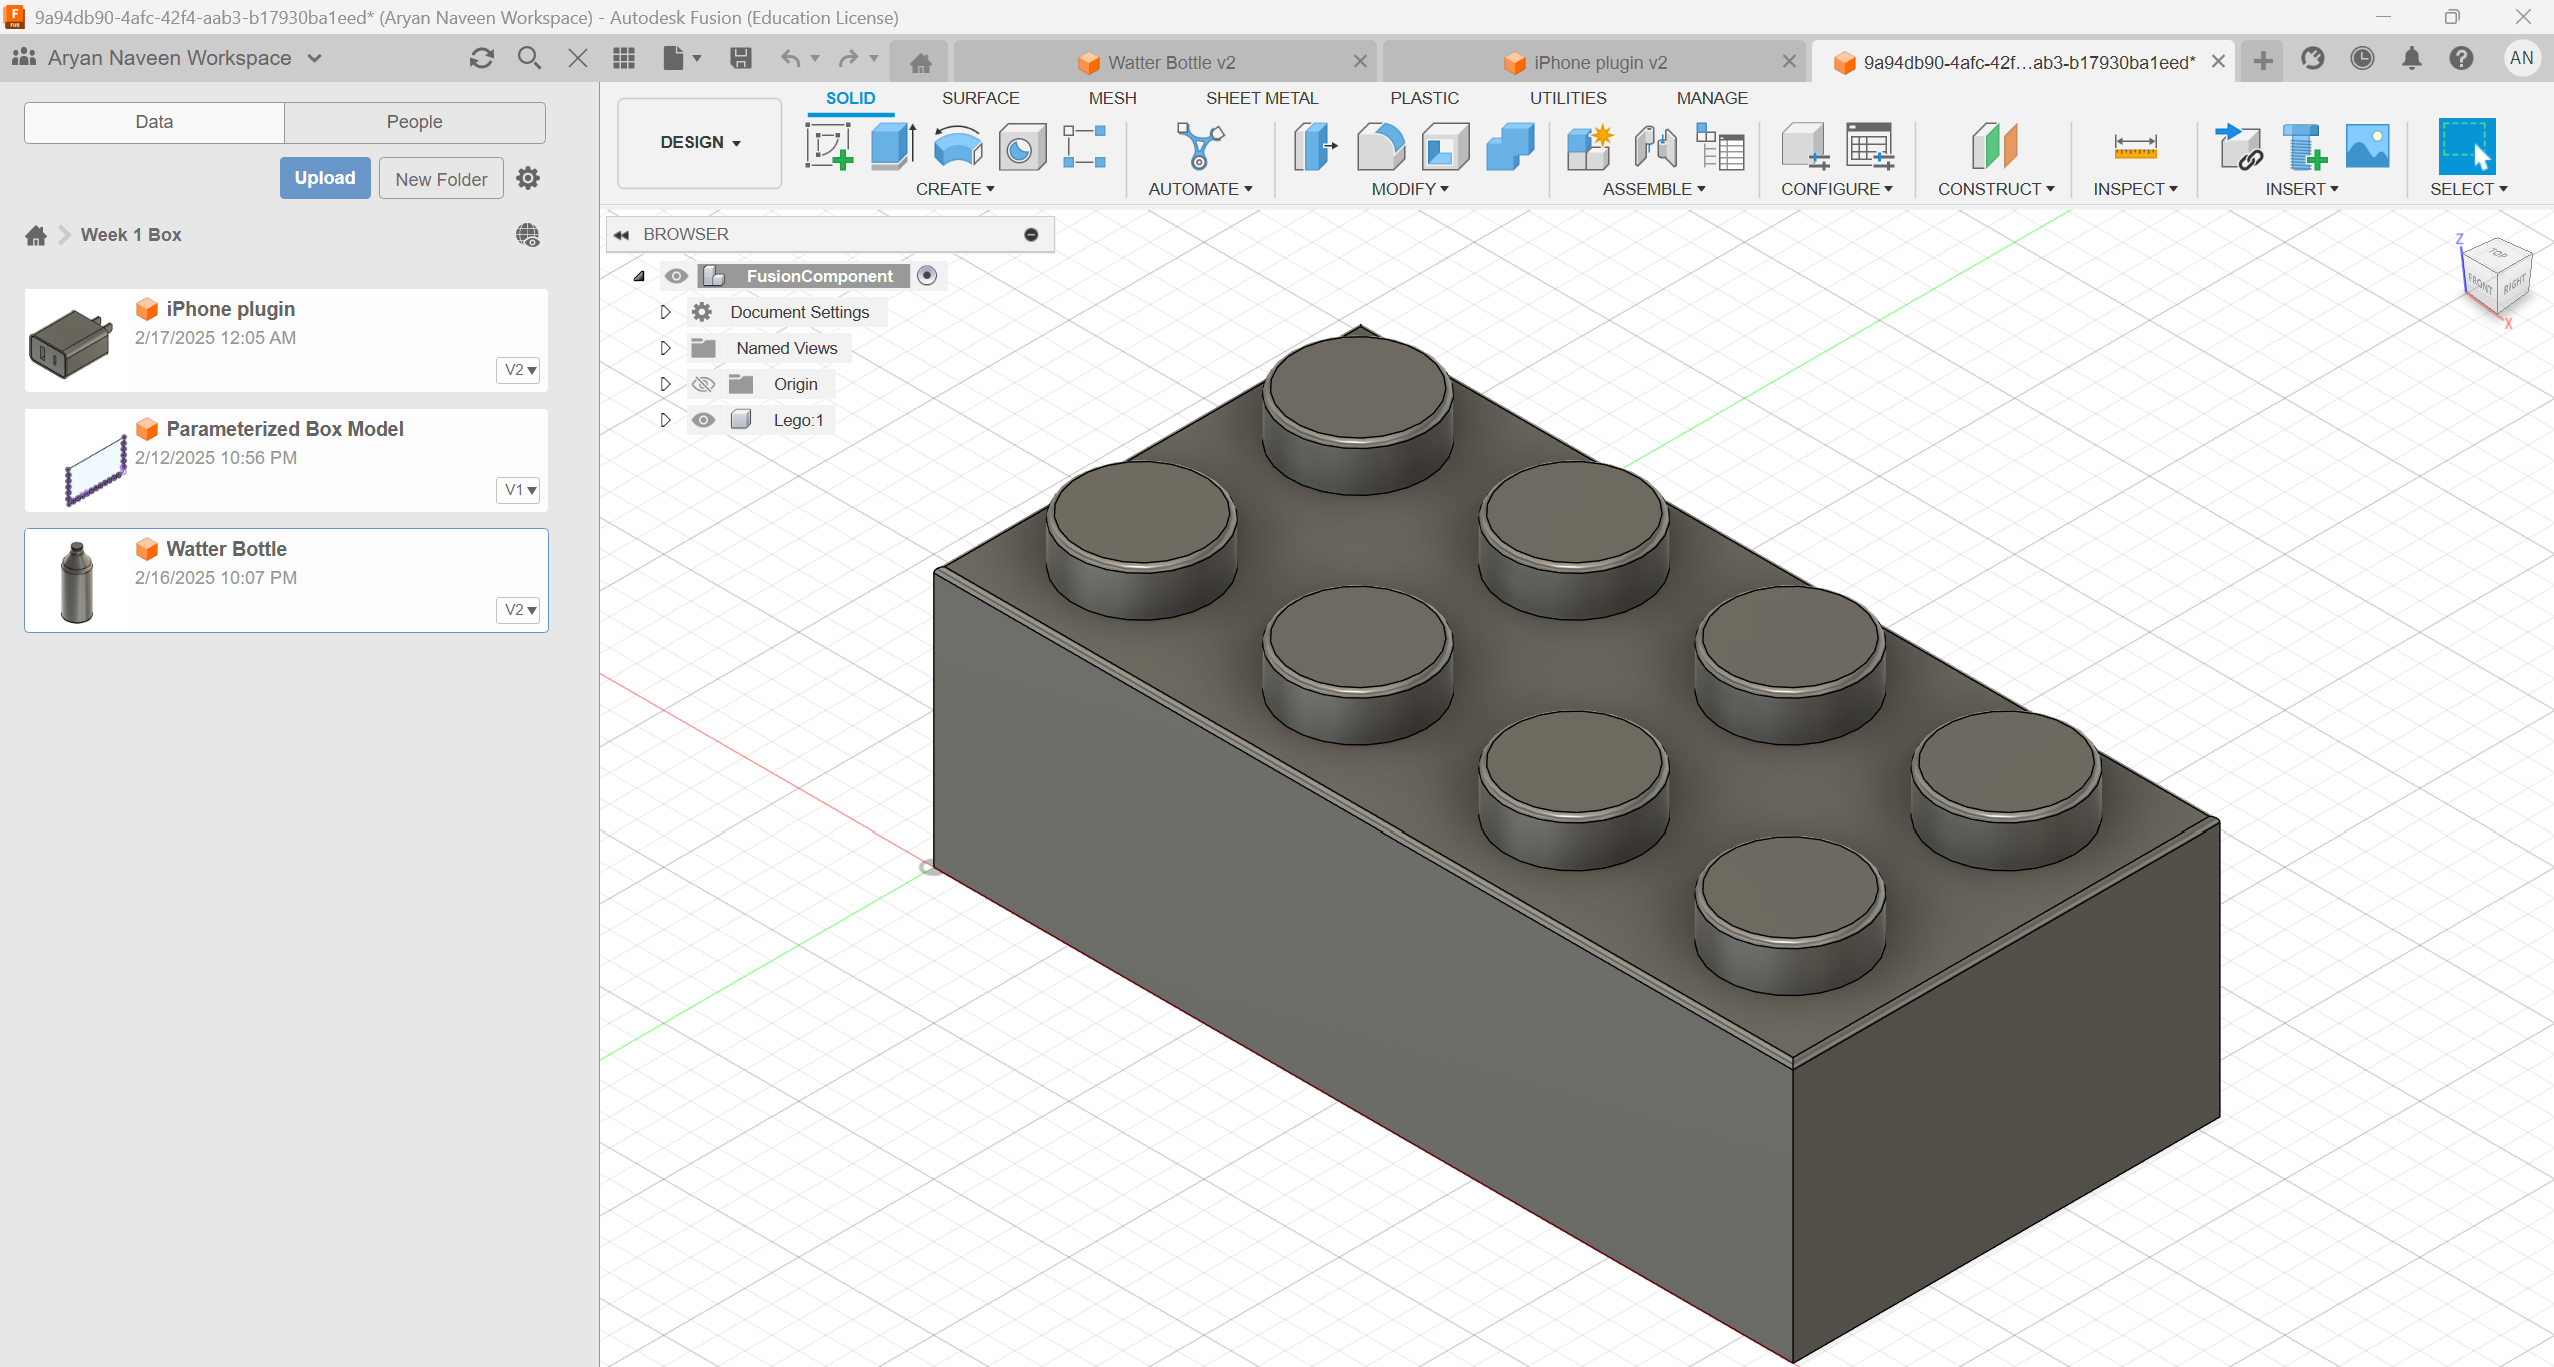 9a94db90-4afc-42f4-aab3-b17930ba1eed* (Aryan Naveen Workspace) - Autodesk Fusion (Education License)
Aryan Naveen Workspace
Watter Bottle v2
iPhone plugin v2
9a94db90-4afc-42f...ab3-b17930ba1eed*
AN
Data
People
Upload
New Folder
Week 1 Box
iPhone plugin
2/17/2025 12:05 AM
V2
Parameterized Box Model
2/12/2025 10:56 PM
V1
Watter Bottle
2/16/2025 10:07 PM
V2
DESIGN
SOLID
SURFACE
MESH
SHEET METAL
PLASTIC
UTILITIES
MANAGE
CREATE
AUTOMATE
MODIFY
ASSEMBLE
CONFIGURE
CONSTRUCT
INSPECT
INSERT
SELECT
BROWSER
FusionComponent
Document Settings
Named Views
Origin
Lego:1
Z
TOP
FRONT
RIGHT
X